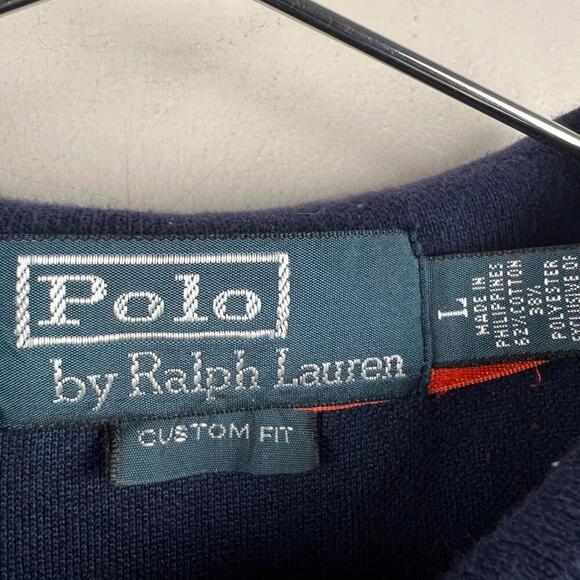 Polo
by Ralph Lauren
CUSTOM FIT
L
MADE IN
PHILIPPINES
62% COTTON
38%
POLYESTER
EXCLUSIVE OF